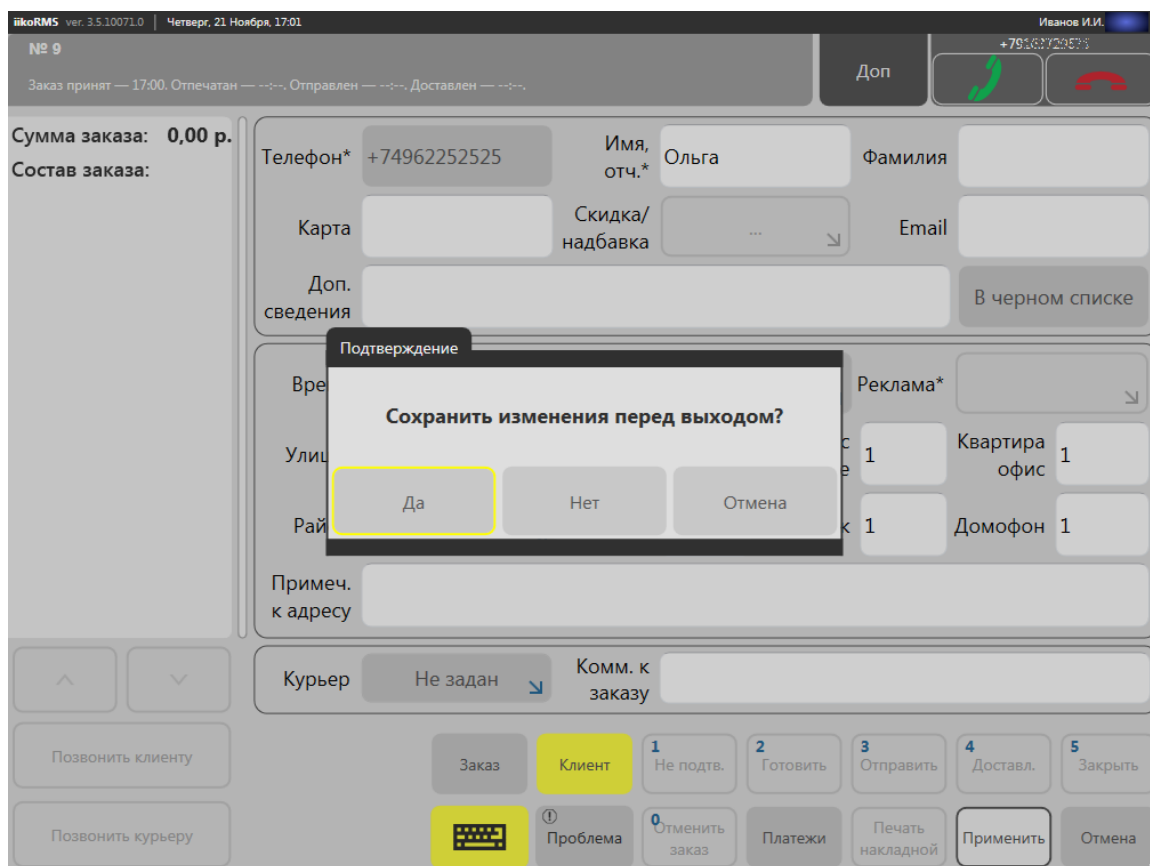 iikoRMS ver. 3.5.10071.0 | Четверг, 21 Ноября, 17:01
Иванов И.И.
№ 9
Заказ принят — 17:00. Отпечатан — --:--. Отправлен — --:--. Доставлен — --:--.
Доп
Сумма заказа: 0,00 р.
Состав заказа:
Телефон* +74962252525
Имя,
отч.* Ольга
Фамилия
Карта
Скидка/
надбавка ...
Email
Доп.
сведения
В черном списке
Подтверждение
Сохранить изменения перед выходом?
Да Нет Отмена
Вре
Реклама*
Улиц
с
е 1
Квартира
офис 1
Рай
к 1
Домофон 1
Примеч.
к адресу
Курьер Не задан
Комм. к
заказу
Позвонить клиенту
Заказ
Клиент
1
Не подтв.
2
Готовить
3
Отправить
4
Доставл.
5
Закрыть
Позвонить курьеру
Проблема
0
Отменить
заказ
Платежи
Печать
накладной
Применить
Отмена